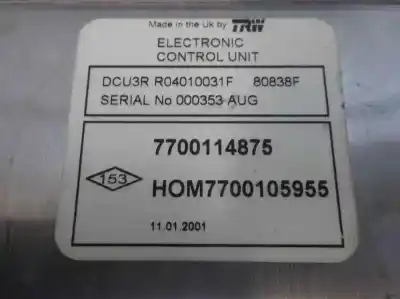 Made in the Uk by TRW
ELECTRONIC
CONTROL UNIT
DCU3R R04010031F 80838F
SERIAL No 000353 AUG
7700114875
153
HOM7700105955
11.01.2001